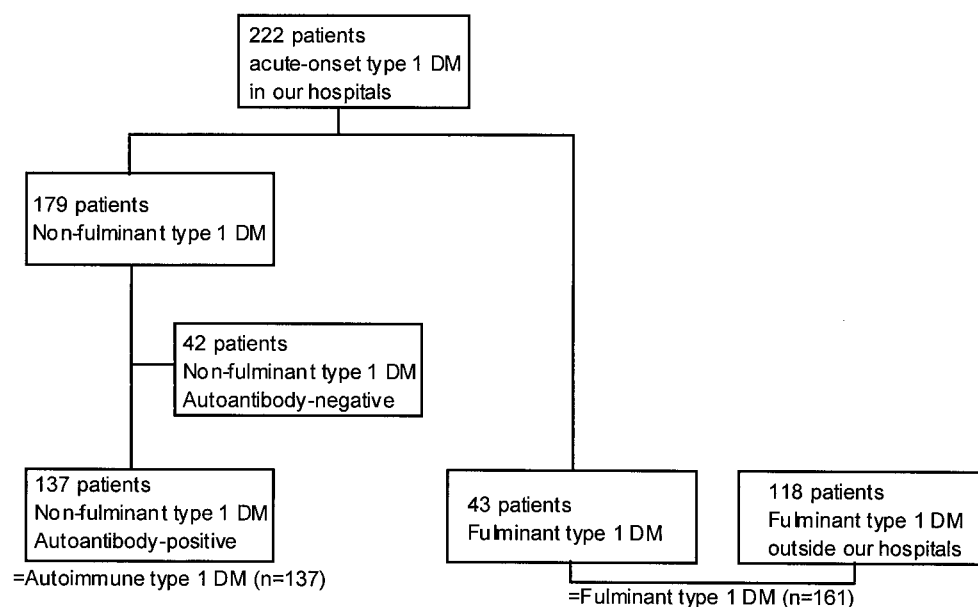 222 patients
acute-onset type 1 DM
in our hospitals
179 patients
Non-fulminant type 1 DM
42 patients
Non-fulminant type 1 DM
Autoantibody-negative
137 patients
Non-fulminant type 1 DM
Autoantibody-positive
=Autoimmune type 1 DM (n=137)
43 patients
Fulminant type 1 DM
118 patients
Fulminant type 1 DM
outside our hospitals
=Fulminant type 1 DM (n=161)